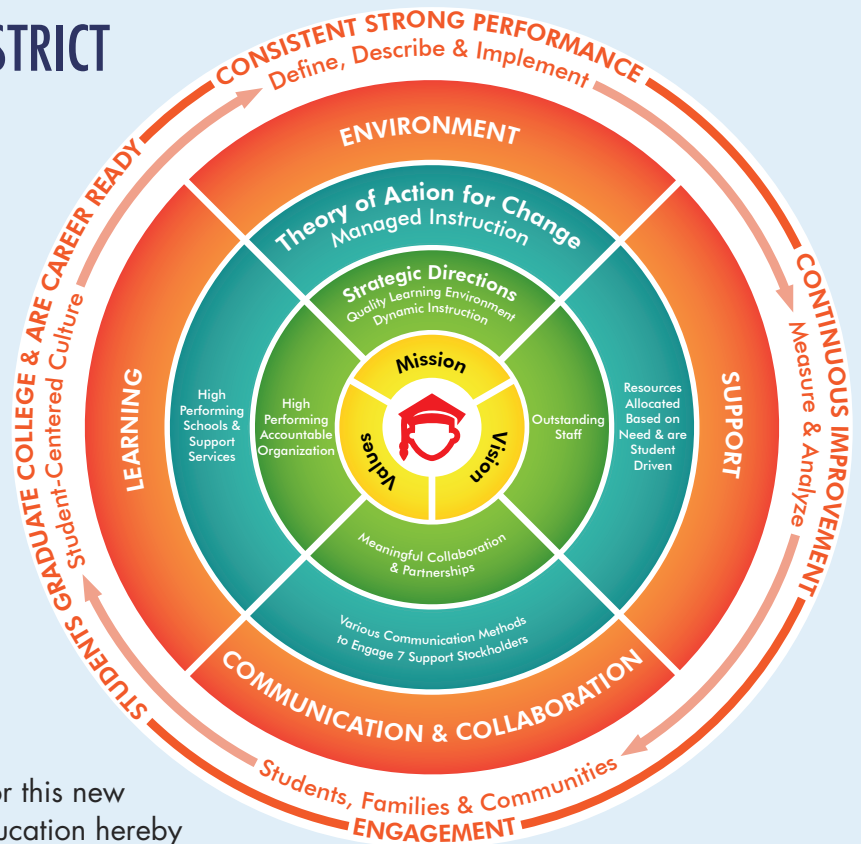 STRICT
CONSISTENT STRONG PERFORMANCE
Define, Describe & Implement
ENVIRONMENT
Theory of Action for Change
Managed Instruction
Strategic Directions
Quality Learning Environment
Dynamic Instruction
Mission
Vision
Values
STUDENTS GRADUATE COLLEGE & ARE CAREER READY
Student-Centered Culture
LEARNING
High
Performing
Schools &
Support
Services
High
Performing
Accountable
Organization
Outstanding
Staff
Resources
Allocated
Based on
Need & are
Student
Driven
SUPPORT
Measure & Analyze
CONTINUOUS IMPROVEMENT
Meaningful Collaboration
& Partnerships
Various Communication Methods
to Engage 7 Support Stockholders
COMMUNICATION & COLLABORATION
Students, Families & Communities
ENGAGEMENT
or this new
ucation hereby